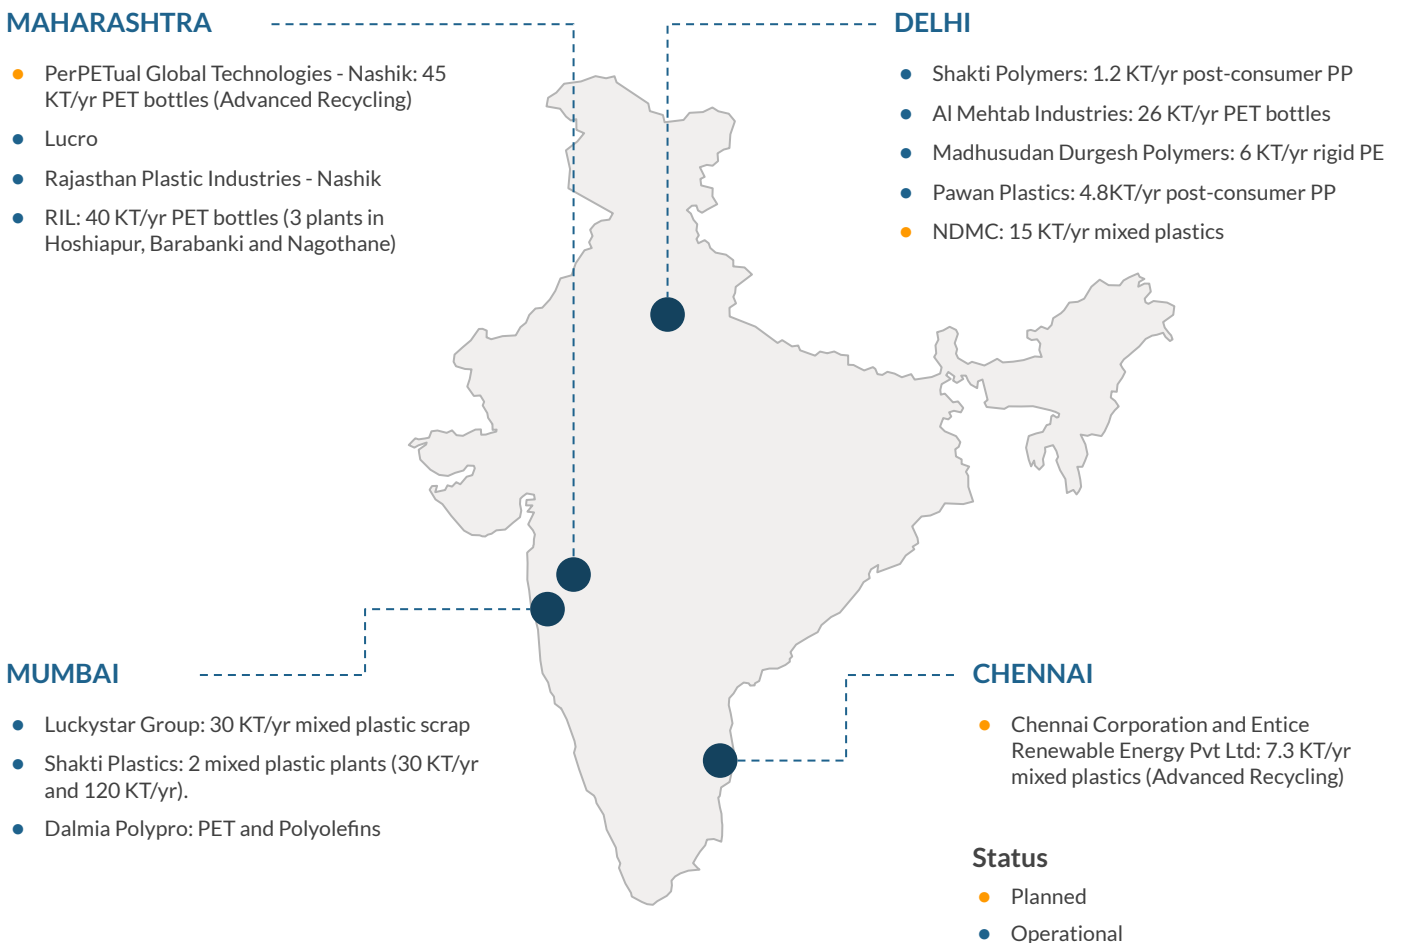 MAHARASHTRA
PerPETual Global Technologies - Nashik: 45
KT/yr PET bottles (Advanced Recycling)
Lucro
Rajasthan Plastic Industries - Nashik
RIL: 40 KT/yr PET bottles (3 plants in
Hoshiapur, Barabanki and Nagothane)
DELHI
Shakti Polymers: 1.2 KT/yr post-consumer PP
Al Mehtab Industries: 26 KT/yr PET bottles
Madhusudan Durgesh Polymers: 6 KT/yr rigid PE
Pawan Plastics: 4.8KT/yr post-consumer PP
NDMC: 15 KT/yr mixed plastics
MUMBAI
Luckystar Group: 30 KT/yr mixed plastic scrap
Shakti Plastics: 2 mixed plastic plants (30 KT/yr
and 120 KT/yr).
Dalmia Polypro: PET and Polyolefins
CHENNAI
Chennai Corporation and Entice
Renewable Energy Pvt Ltd: 7.3 KT/yr
mixed plastics (Advanced Recycling)
Status
Planned
Operational